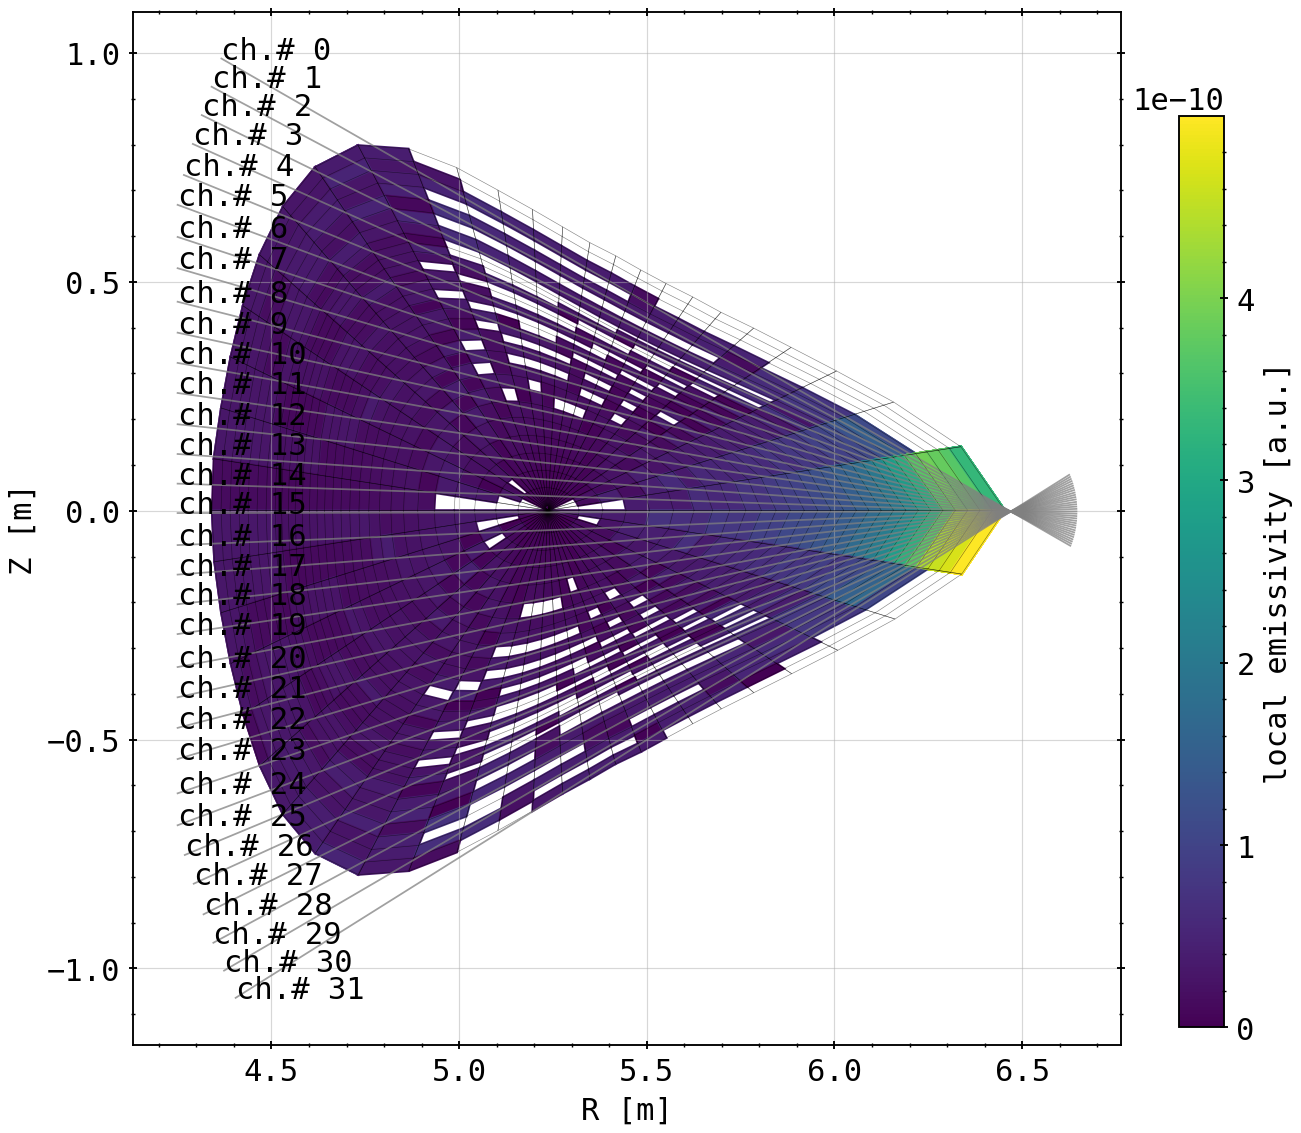 1e−10
1.0
0.5
0.0
−0.5
−1.0
Z [m]
ch.# 0
ch.# 1
ch.# 2
ch.# 3
ch.# 4
ch.# 5
ch.# 6
ch.# 7
ch.# 8
ch.# 9
ch.# 10
ch.# 11
ch.# 12
ch.# 13
ch.# 14
ch.# 15
ch.# 16
ch.# 17
ch.# 18
ch.# 19
ch.# 20
ch.# 21
ch.# 22
ch.# 23
ch.# 24
ch.# 25
ch.# 26
ch.# 27
ch.# 28
ch.# 29
ch.# 30
ch.# 31
4.5 5.0 5.5 6.0 6.5
R [m]
4
3
2
1
0
local emissivity [a.u.]